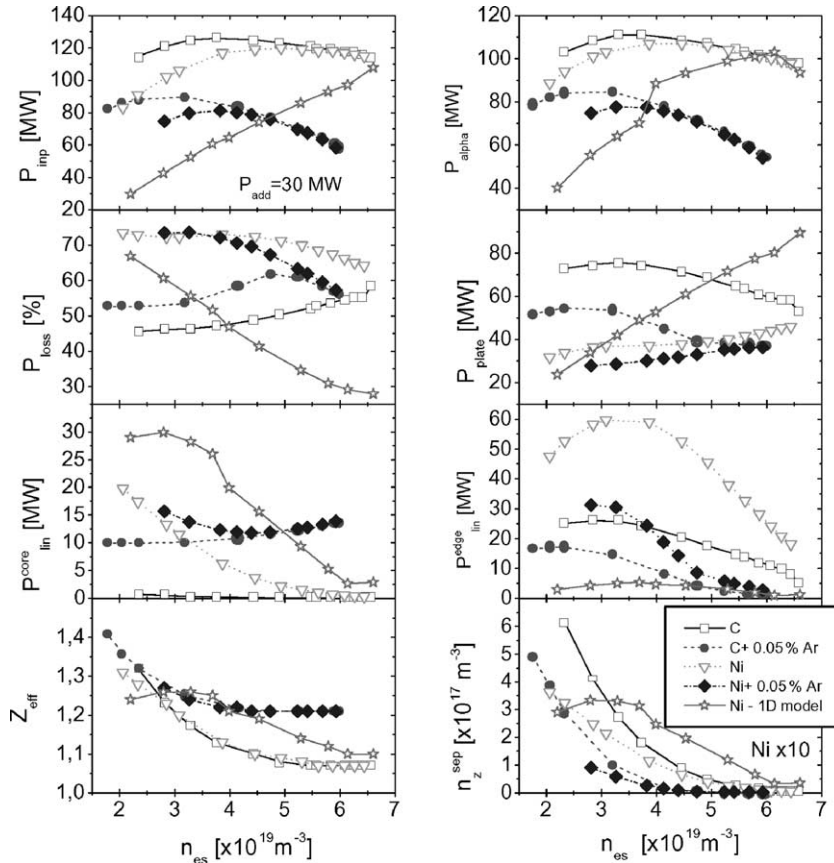 140
120
100
80
60
40
20
P_inp [MW]
P_add=30 MW
120
100
80
60
40
P_alpha [MW]
70
60
50
40
30
P_loss [%]
80
60
40
20
P_plate [MW]
30
25
20
15
10
5
0
P^core_lin [MW]
60
50
40
30
20
10
0
P^edge_lin [MW]
1,4
1,3
1,2
1,1
1,0
Z_eff
2 3 4 5 6 7
n_es [x10^19 m^-3]
6
5
4
3
2
1
0
n_z^sep [x10^17 m^-3]
C
C+ 0.05% Ar
Ni
Ni+ 0.05% Ar
Ni - 1D model
Ni x10
2 3 4 5 6 7
n_es [x10^19 m^-3]